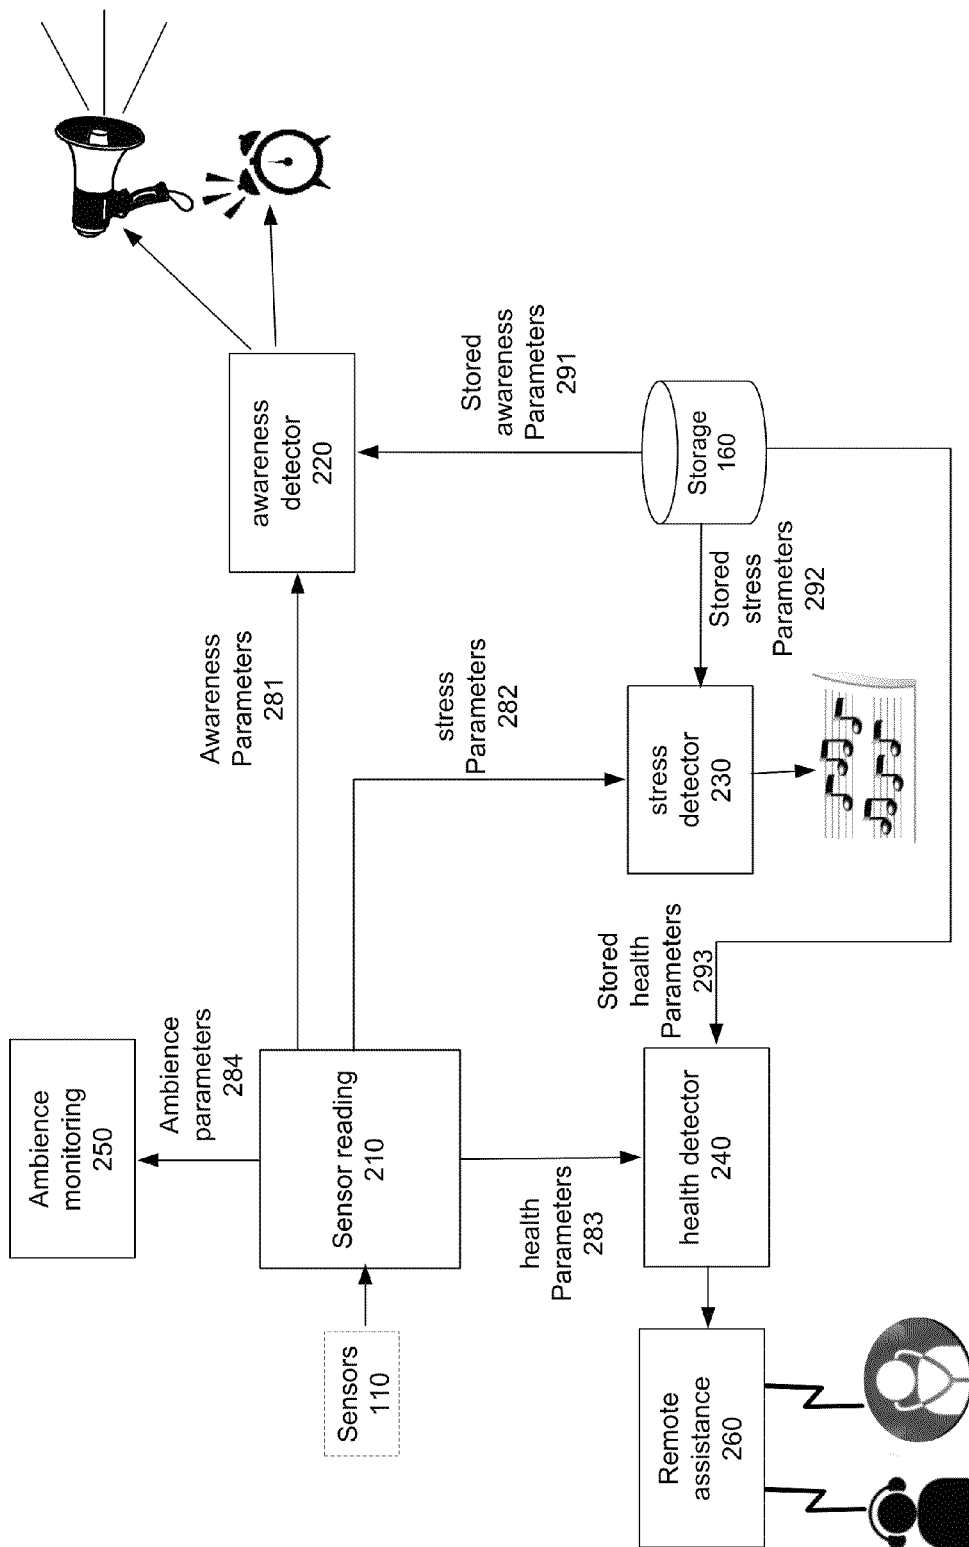 Ambience
monitoring
250
Ambience
parameters
284
Sensors
110
Sensor reading
210
Awareness
Parameters
281
awareness
detector
220
stress
Parameters
282
Stored
awareness
Parameters
291
health
Parameters
283
stress
detector
230
Stored
stress
Parameters
292
Storage
160
Stored
health
Parameters
293
health detector
240
Remote
assistance
260